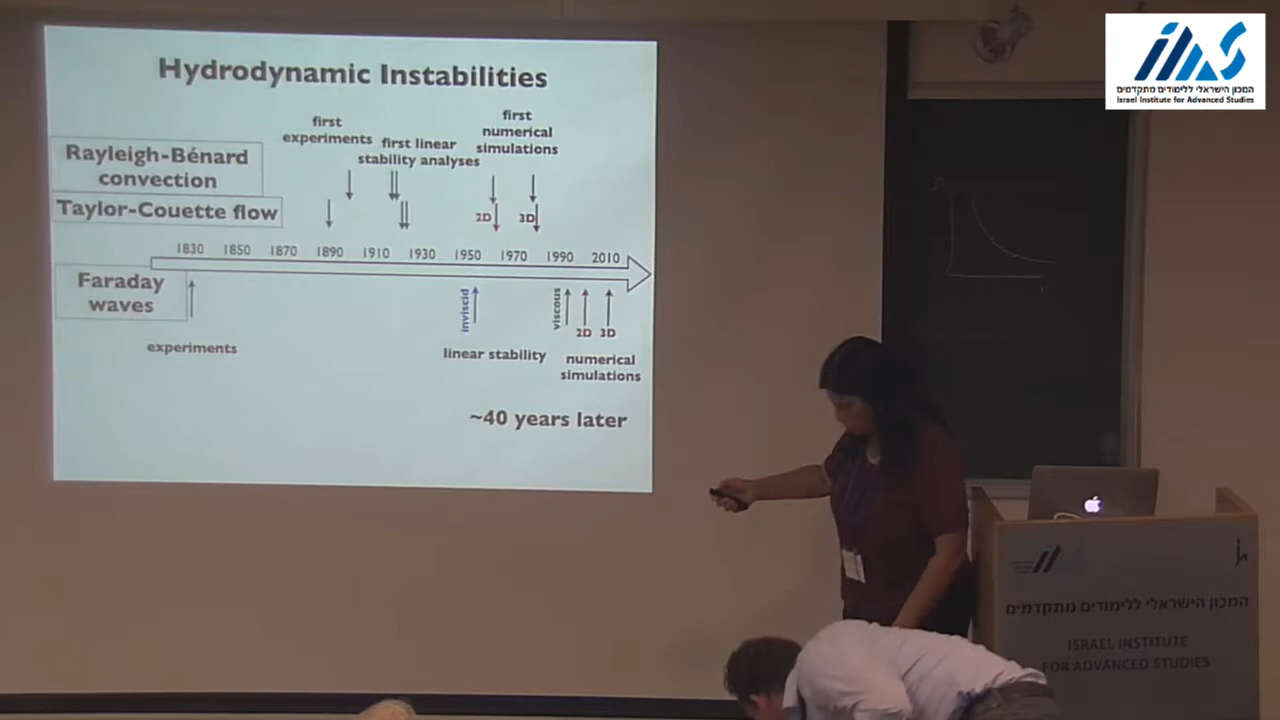 Hydrodynamic Instabilities
first
experiments
first linear
stability analyses
first
numerical
simulations
Rayleigh-Bénard
convection
Taylor-Couette flow
2D
3D
1830 1850 1870 1890 1910 1930 1950 1970 1990 2010
Faraday
waves
inviscid
viscous
2D 3D
experiments
linear stability
numerical
simulations
~40 years later
המכון הישראלי ללימודים מתקדמים
Israel Institute for Advanced Studies
המכון הישראלי ללימודים מתקדמים
ISRAEL INSTITUTE
FOR ADVANCED STUDIES